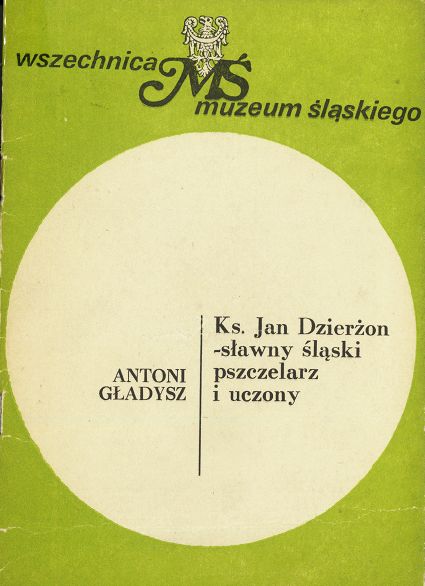 wszechnica
MŚ
muzeum śląskiego
ANTONI
GŁADYSZ
Ks. Jan Dzierżon
-sławny śląski
pszczelarz
i uczony